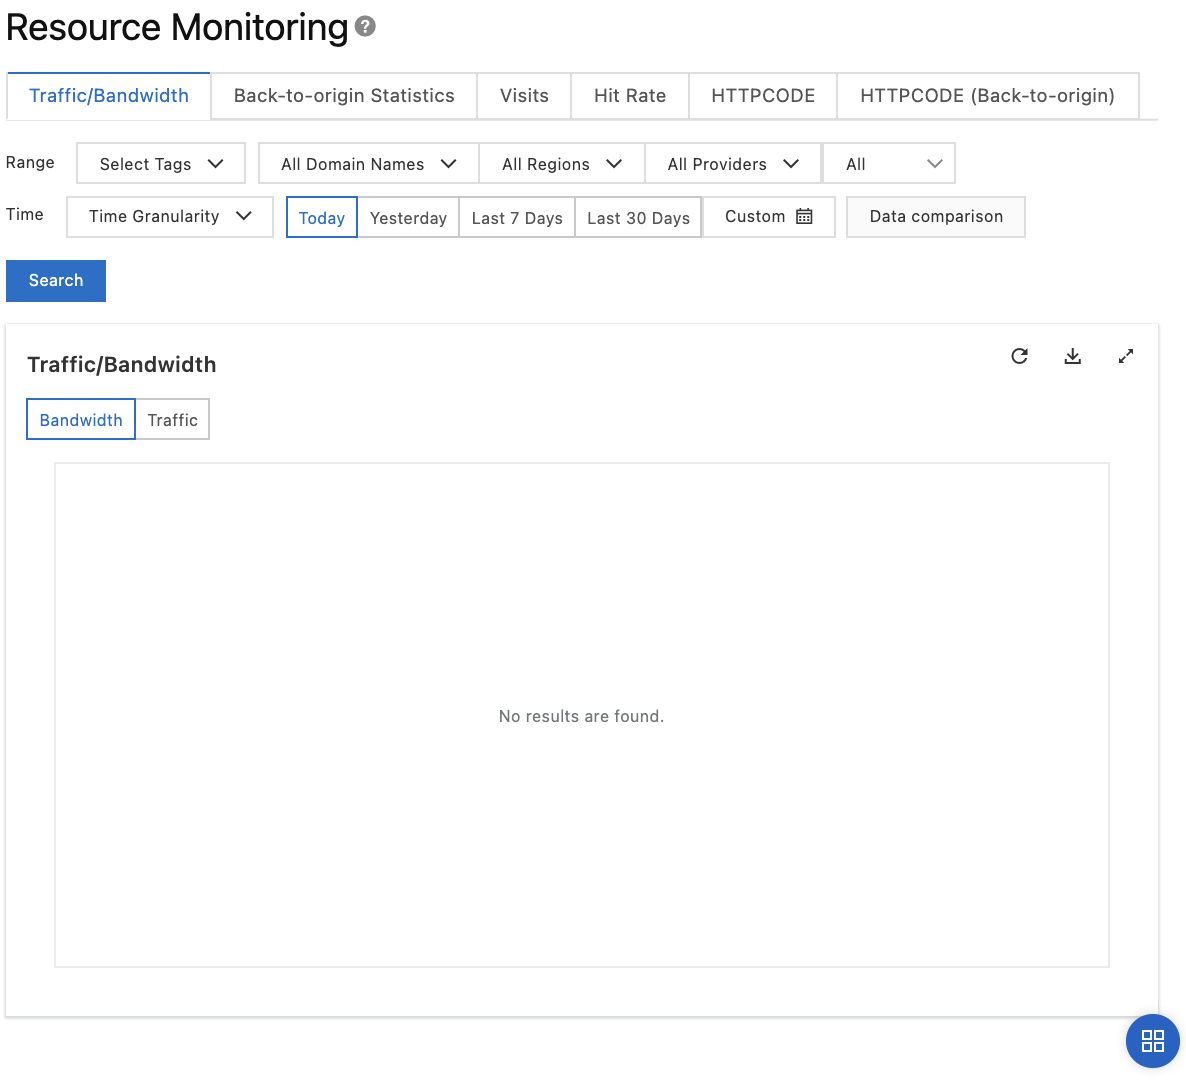 Resource Monitoring ?
Traffic/Bandwidth Back-to-origin Statistics Visits Hit Rate HTTPCODE HTTPCODE (Back-to-origin)
Range Select Tags All Domain Names All Regions All Providers All
Time Time Granularity Today Yesterday Last 7 Days Last 30 Days Custom Data comparison
Search
Traffic/Bandwidth
Bandwidth Traffic
No results are found.